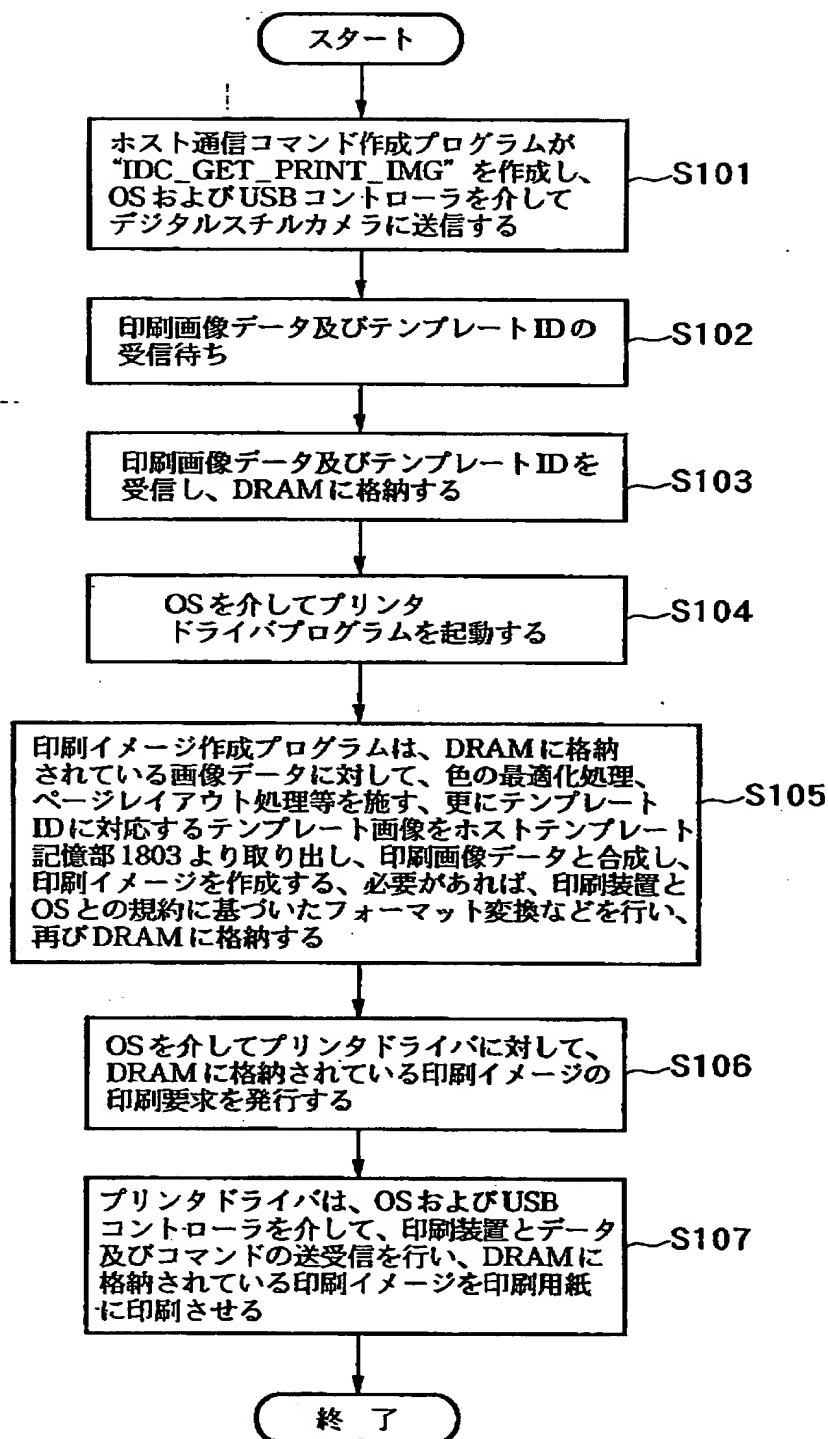 スタート
ホスト通信コマンド作成プログラムが
“IDC_GET_PRINT_IMG”を作成し、
OSおよびUSBコントローラを介して
デジタルスチルカメラに送信する
S101
印刷画像データ及びテンプレートIDの
受信待ち
S102
印刷画像データ及びテンプレートIDを
受信し、DRAMに格納する
S103
OSを介してプリンタ
ドライバプログラムを起動する
S104
印刷イメージ作成プログラムは、DRAMに格納
されている画像データに対して、色の最適化処理、
ページレイアウト処理等を施す、更にテンプレート
IDに対応するテンプレート画像をホストテンプレート
記憶部1803より取り出し、印刷画像データと合成し、
印刷イメージを作成する、必要があれば、印刷装置と
OSとの規約に基づいたフォーマット変換などを行い、
再びDRAMに格納する
S105
OSを介してプリンタドライバに対して、
DRAMに格納されている印刷イメージの
印刷要求を発行する
S106
プリンタドライバは、OSおよびUSB
コントローラを介して、印刷装置とデータ
及びコマンドの送受信を行い、DRAMに
格納されている印刷イメージを印刷用紙
に印刷させる
S107
終 了